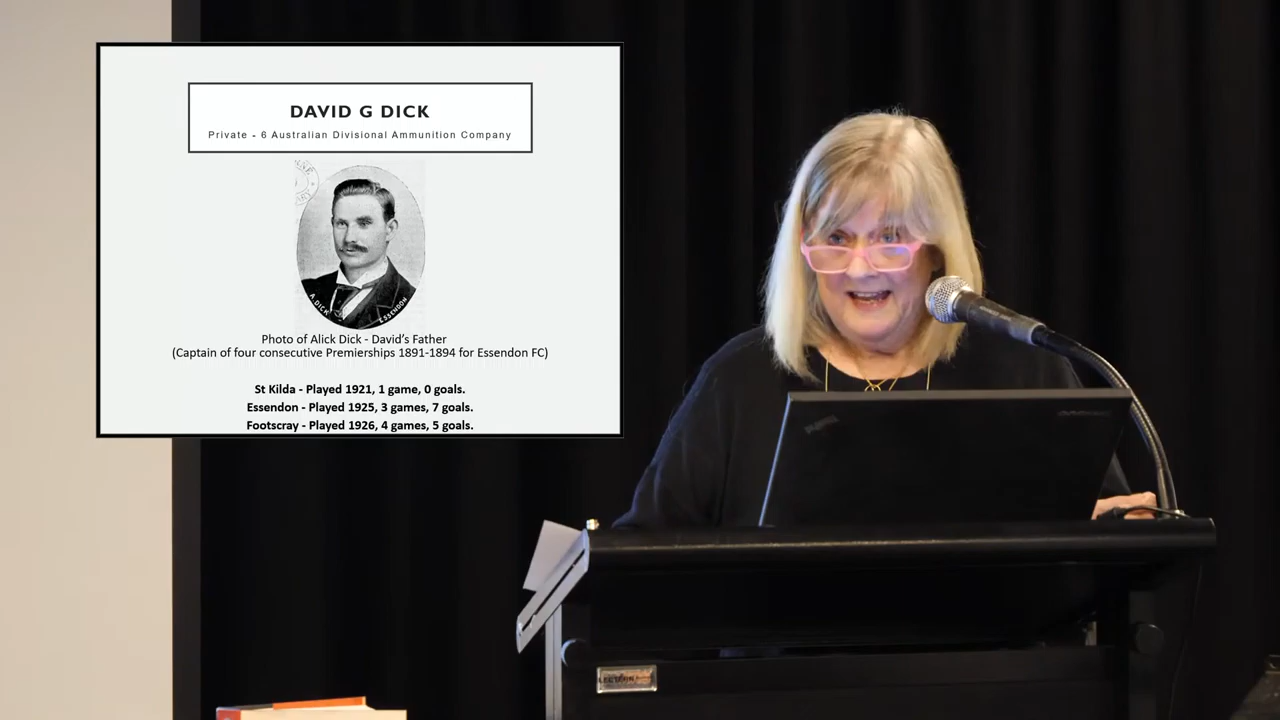 DAVID G DICK
Private - 6 Australian Divisional Ammunition Company
A DICK
ESSENDON
Photo of Alick Dick - David's Father
(Captain of four consecutive Premierships 1891-1894 for Essendon FC)
St Kilda - Played 1921, 1 game, 0 goals.
Essendon - Played 1925, 3 games, 7 goals.
Footscray - Played 1926, 4 games, 5 goals.
LECTERN